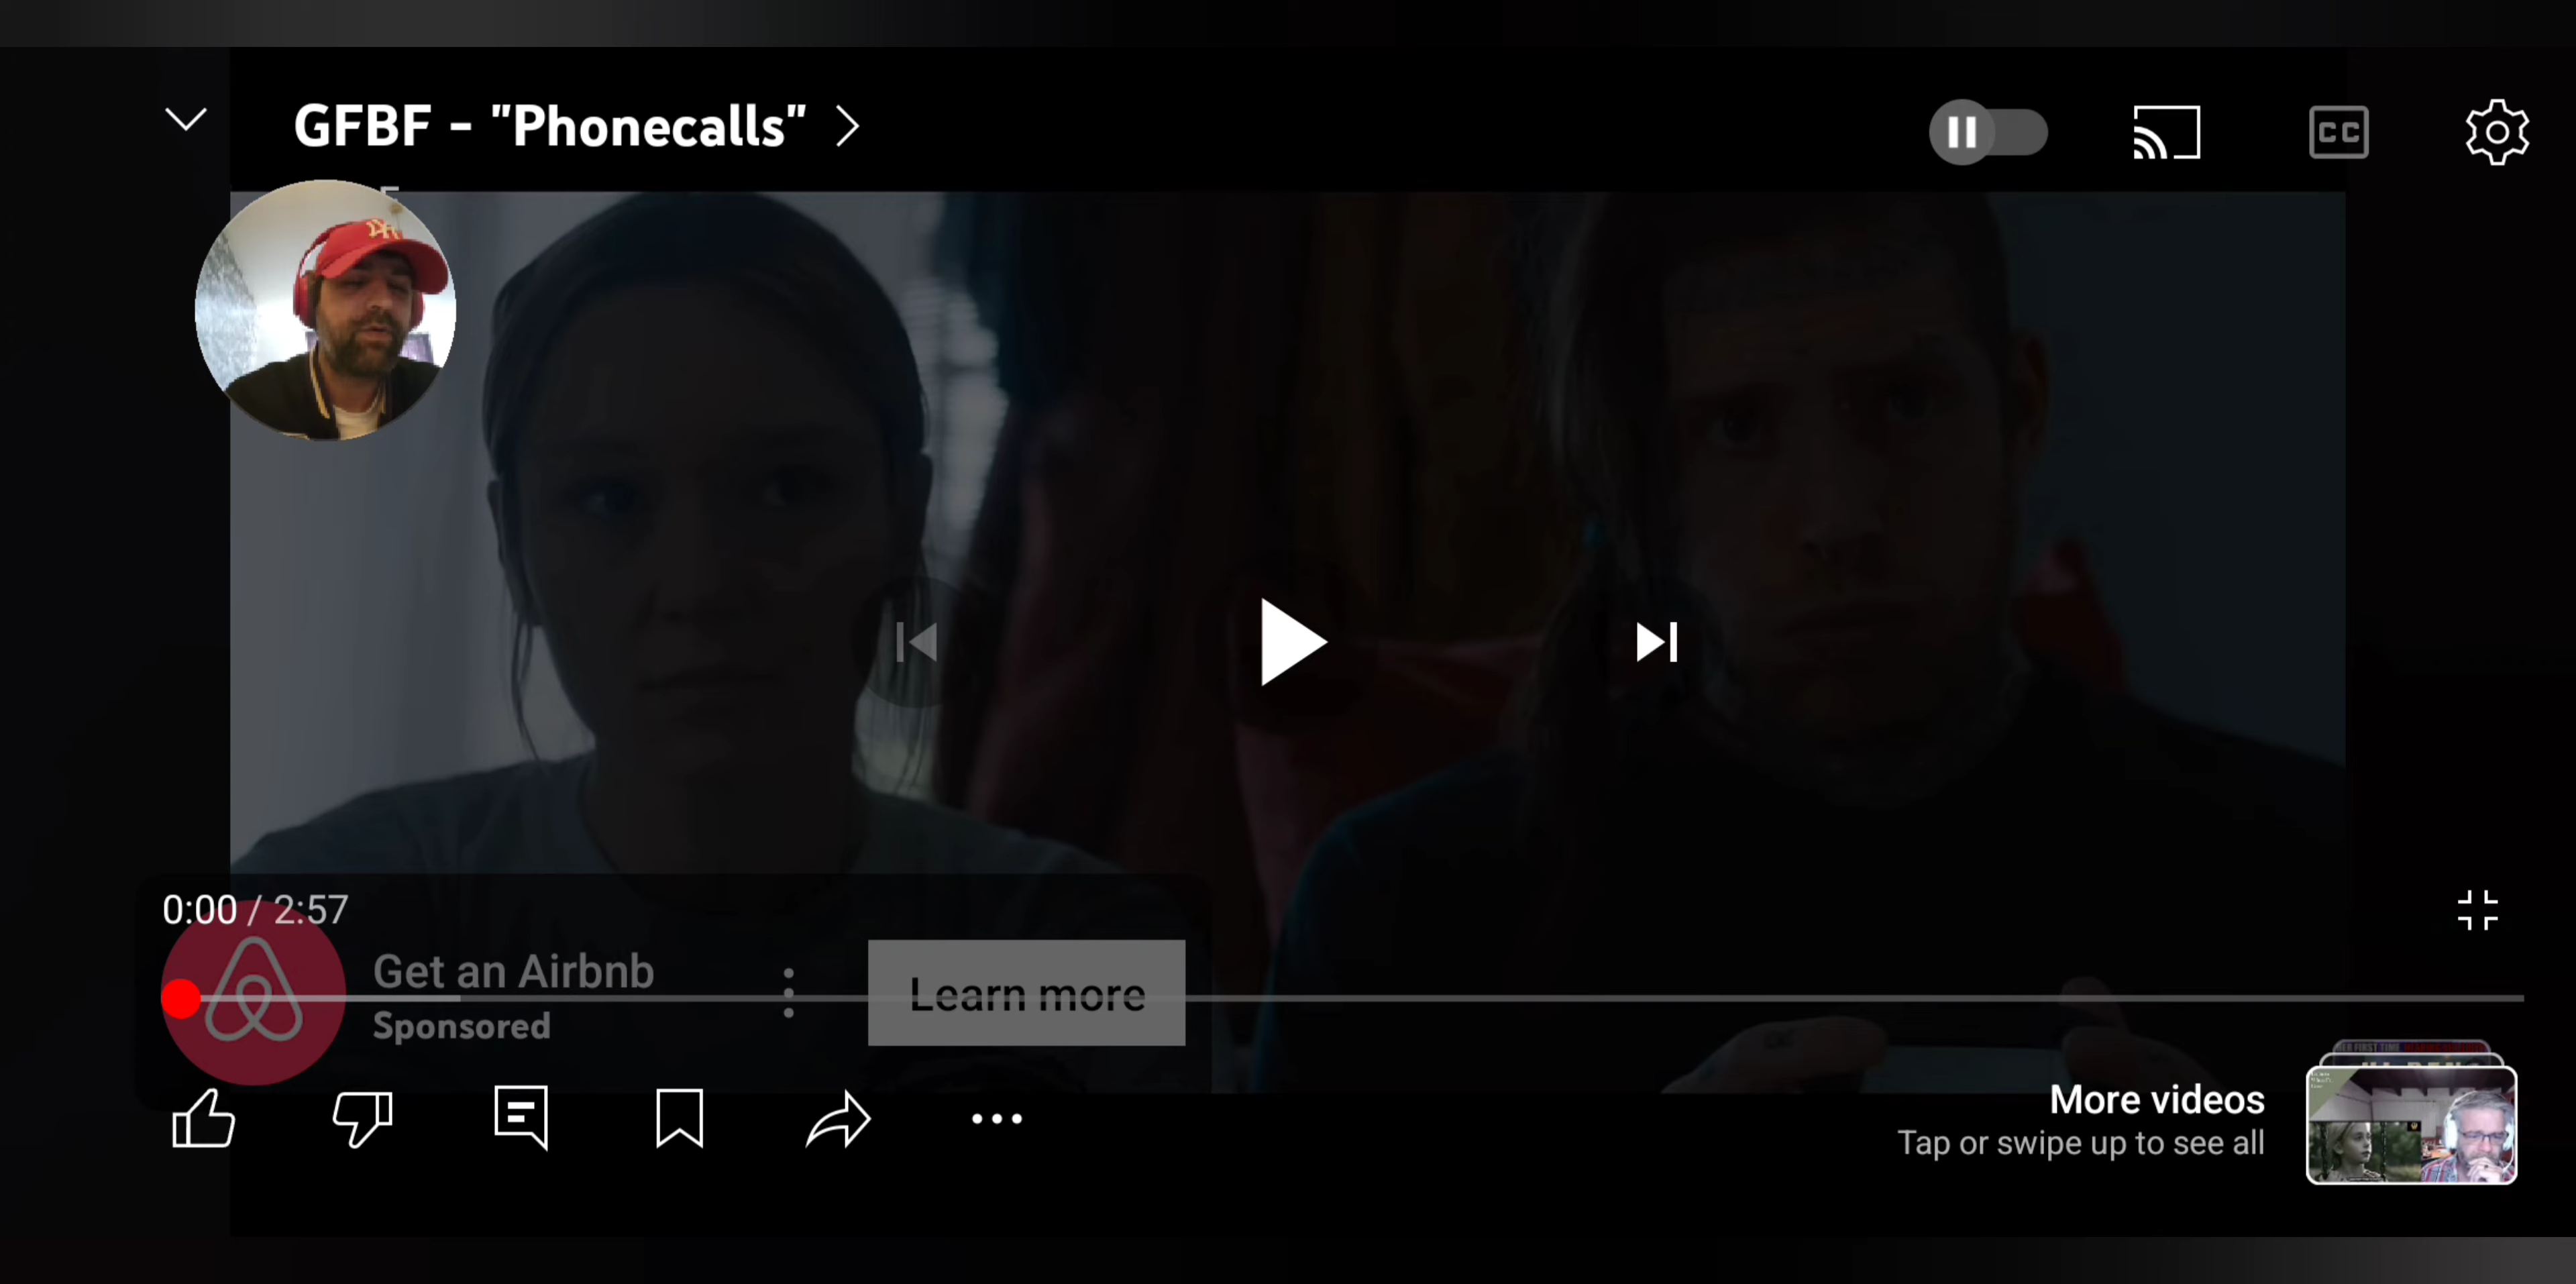 GFBF - "Phonecalls"
CC
0:00 / 2:57
Get an Airbnb
Sponsored
Learn more
More videos
Tap or swipe up to see all